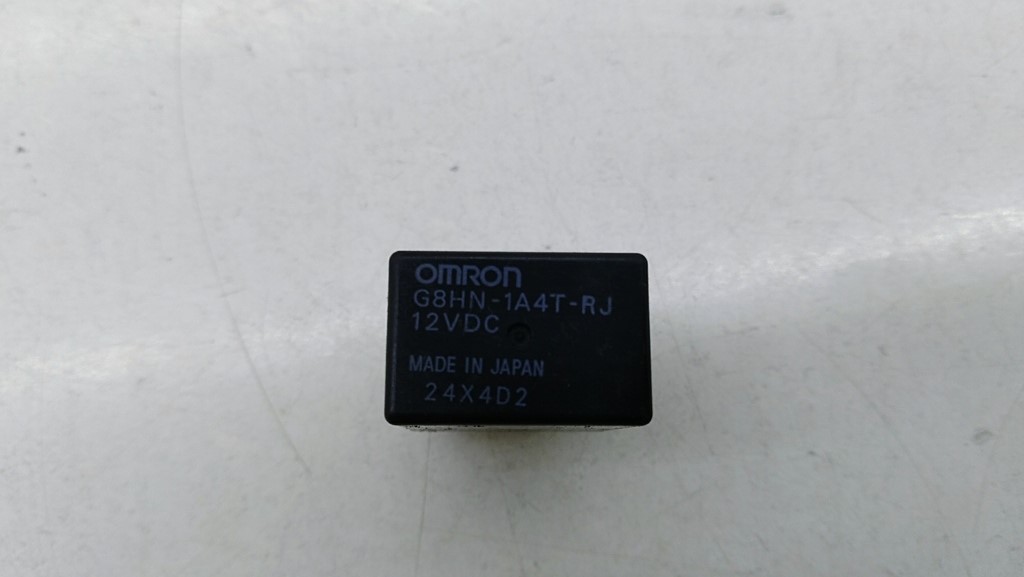 OMRON
G8HN-1A4T-RJ
12VDC
MADE IN JAPAN
24X4D2